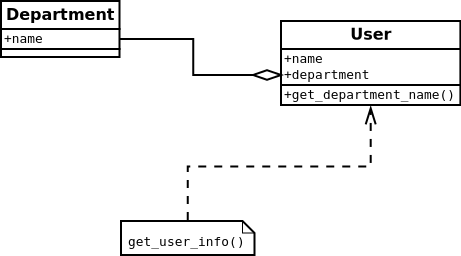 Department
+name
User
+name
+department
+get_department_name()
get_user_info()